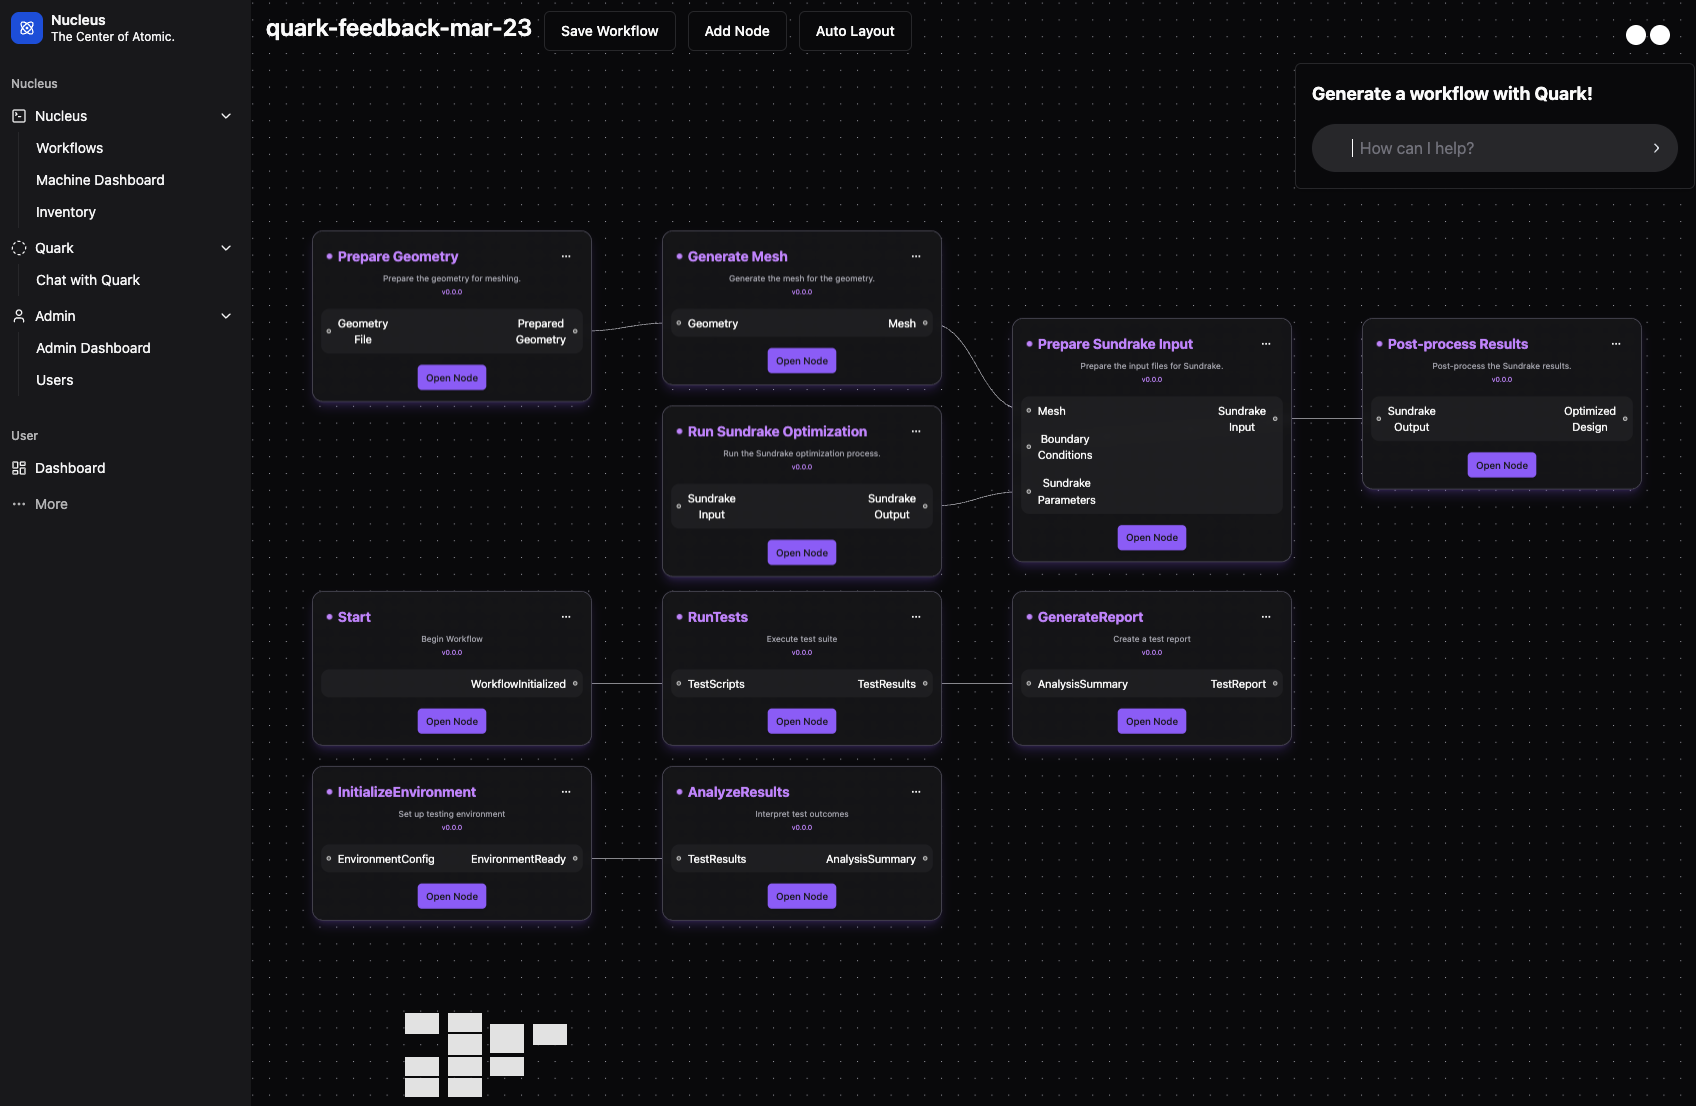 Nucleus
The Center of Atomic.
Nucleus
Nucleus
Workflows
Machine Dashboard
Inventory
Quark
Chat with Quark
Admin
Admin Dashboard
Users
User
Dashboard
More
quark-feedback-mar-23
Save Workflow
Add Node
Auto Layout
Generate a workflow with Quark!
How can I help?
Prepare Geometry
Prepare the geometry for meshing.
v0.0.0
Geometry
File
Prepared
Geometry
Open Node
Generate Mesh
Generate the mesh for the geometry.
v0.0.0
Geometry
Mesh
Open Node
Run Sundrake Optimization
Run the Sundrake optimization process.
v0.0.0
Sundrake
Input
Sundrake
Output
Open Node
Prepare Sundrake Input
Prepare the input files for Sundrake.
v0.0.0
Mesh
Boundary
Conditions
Sundrake
Parameters
Sundrake
Input
Open Node
Post-process Results
Post-process the Sundrake results.
v0.0.0
Sundrake
Output
Optimized
Design
Open Node
Start
Begin Workflow
v0.0.0
WorkflowInitialized
Open Node
RunTests
Execute test suite
v0.0.0
TestScripts
TestResults
Open Node
GenerateReport
Create a test report
v0.0.0
AnalysisSummary
TestReport
Open Node
InitializeEnvironment
Set up testing environment
v0.0.0
EnvironmentConfig
EnvironmentReady
Open Node
AnalyzeResults
Interpret test outcomes
v0.0.0
TestResults
AnalysisSummary
Open Node